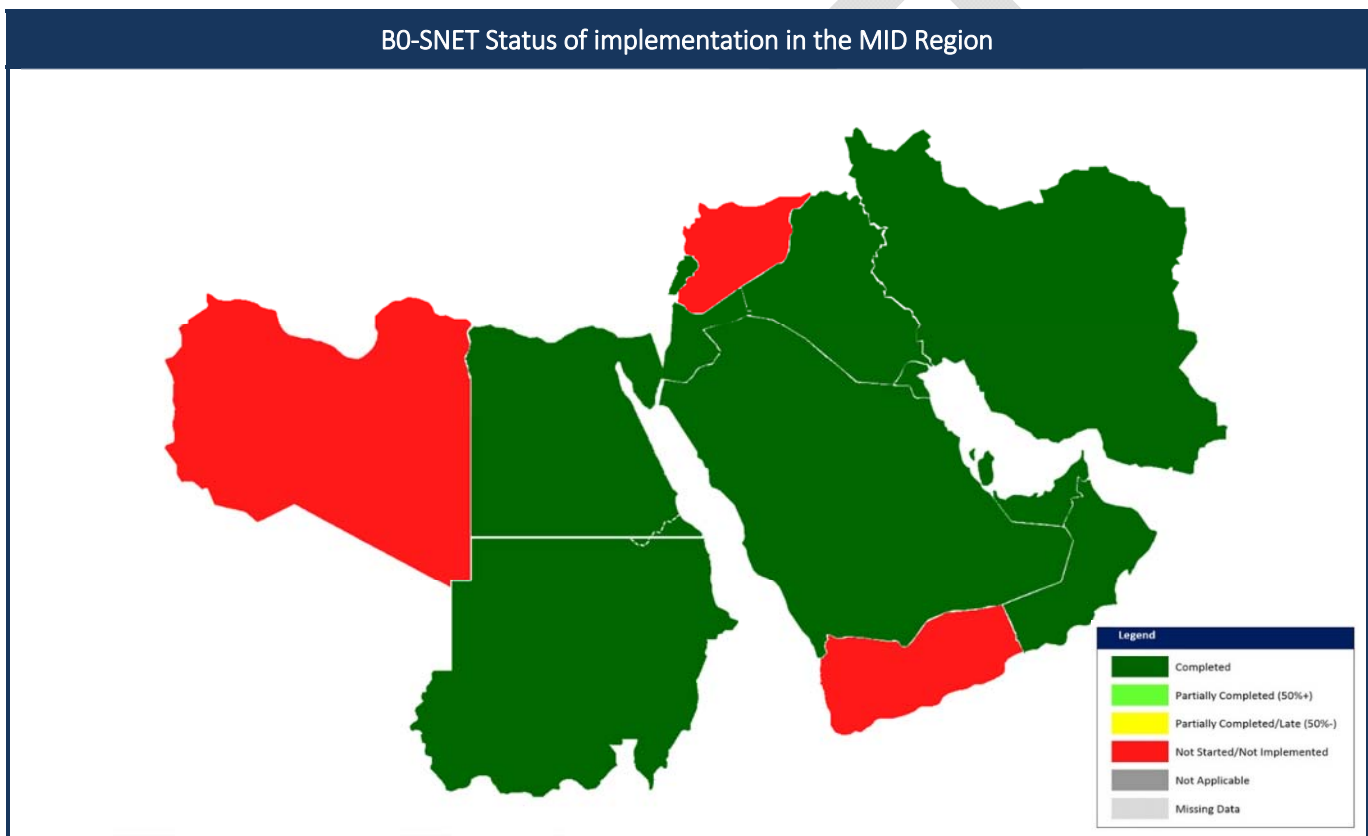 B0-SNET Status of implementation in the MID Region
Legend
Completed
Partially Completed (50%+)
Partially Completed/Late (50%-)
Not Started/Not Implemented
Not Applicable
Missing Data